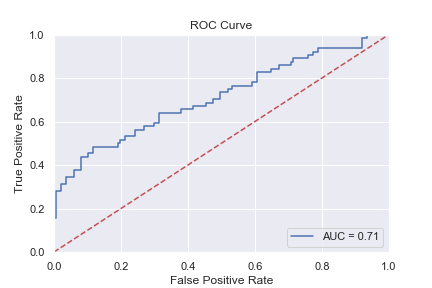 ROC Curve
True Positive Rate
1.0
0.8
0.6
0.4
0.2
0.0
AUC = 0.71
0.0 0.2 0.4 0.6 0.8 1.0
False Positive Rate